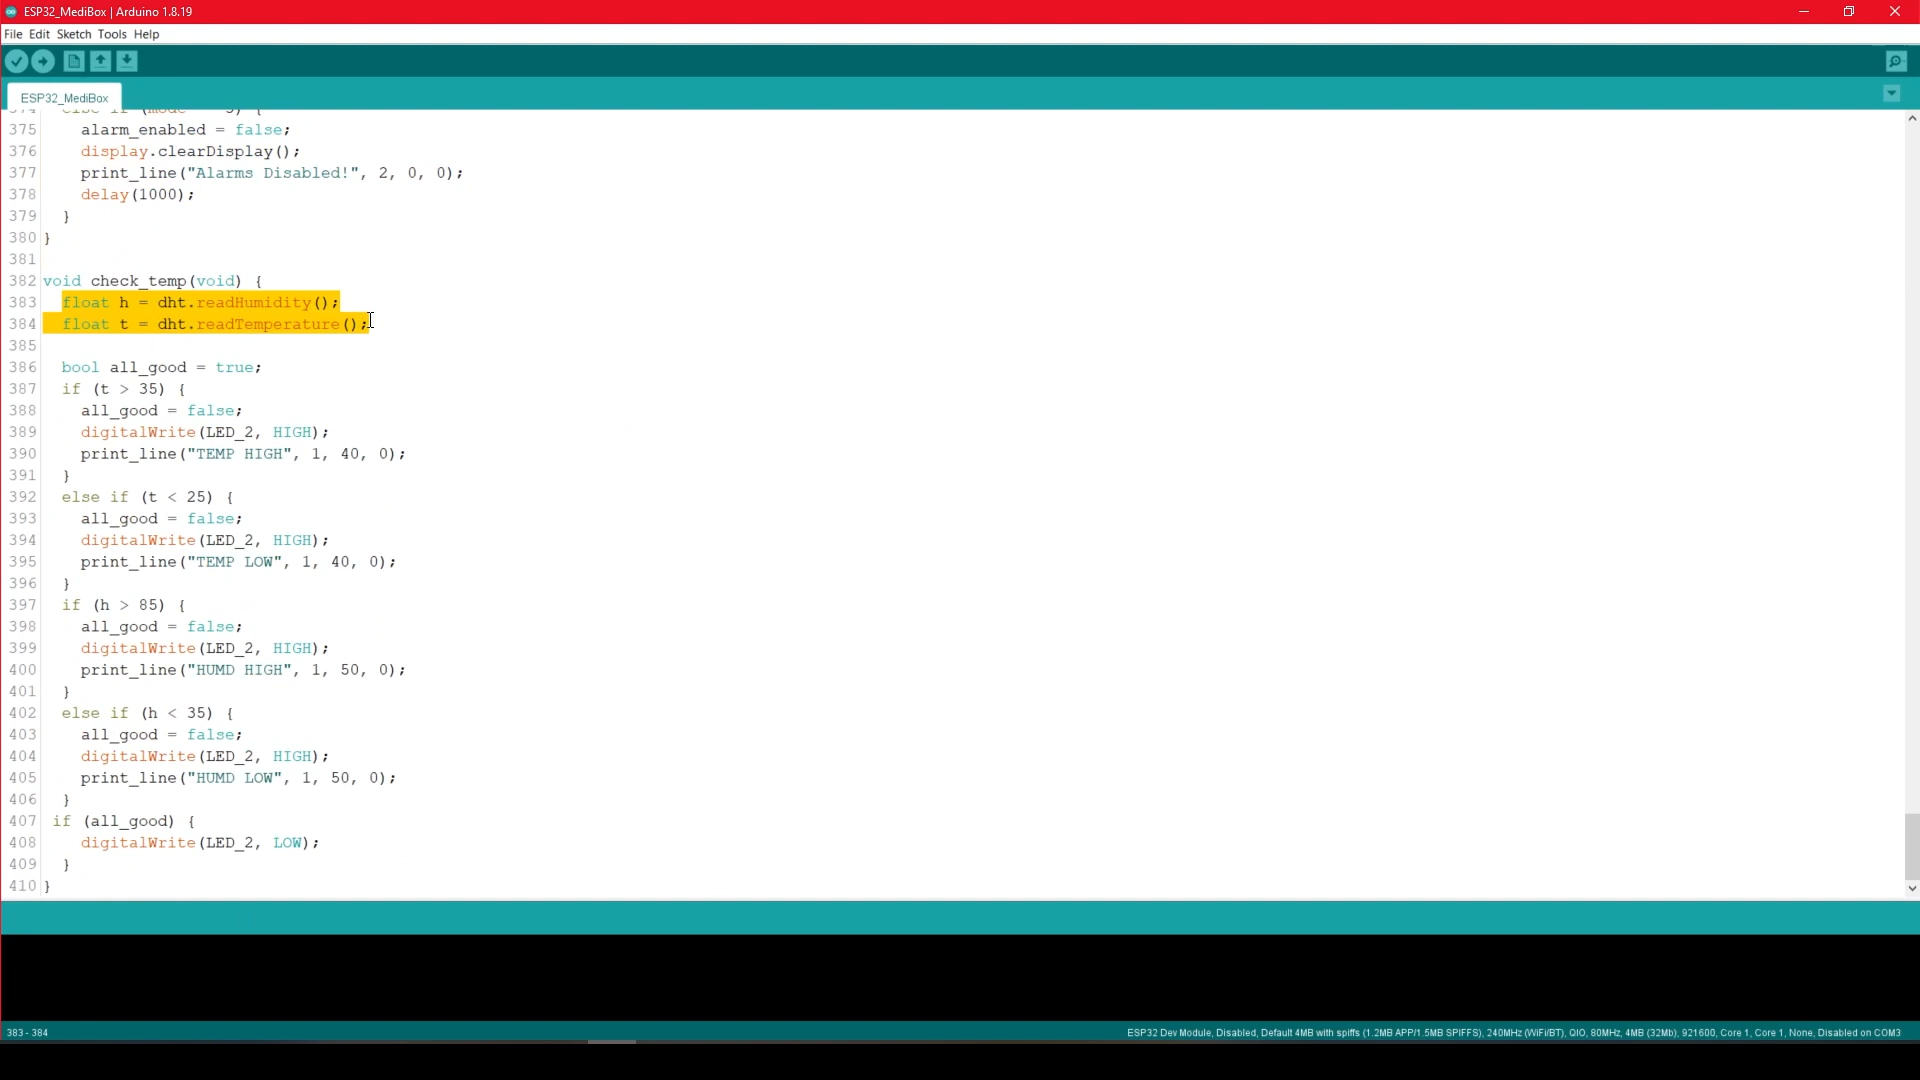 ESP32_MediBox | Arduino 1.8.19
File Edit Sketch Tools Help
ESP32_MediBox
374 else if (mode == 3) {
375 alarm_enabled = false;
376 display.clearDisplay();
377 print_line("Alarms Disabled!", 2, 0, 0);
378 delay(1000);
379 }
380 }
381
382 void check_temp(void) {
383 float h = dht.readHumidity();
384 float t = dht.readTemperature();
385
386 bool all_good = true;
387 if (t > 35) {
388 all_good = false;
389 digitalWrite(LED_2, HIGH);
390 print_line("TEMP HIGH", 1, 40, 0);
391 }
392 else if (t < 25) {
393 all_good = false;
394 digitalWrite(LED_2, HIGH);
395 print_line("TEMP LOW", 1, 40, 0);
396 }
397 if (h > 85) {
398 all_good = false;
399 digitalWrite(LED_2, HIGH);
400 print_line("HUMD HIGH", 1, 50, 0);
401 }
402 else if (h < 35) {
403 all_good = false;
404 digitalWrite(LED_2, HIGH);
405 print_line("HUMD LOW", 1, 50, 0);
406 }
407 if (all_good) {
408 digitalWrite(LED_2, LOW);
409 }
410 }
383 - 384 ESP32 Dev Module, Disabled, Default 4MB with spiffs (1.2MB APP/1.5MB SPIFFS), 240MHz (WiFi/BT), QIO, 80MHz, 4MB (32Mb), 921600, Core 1, Core 1, None, Disabled on COM3